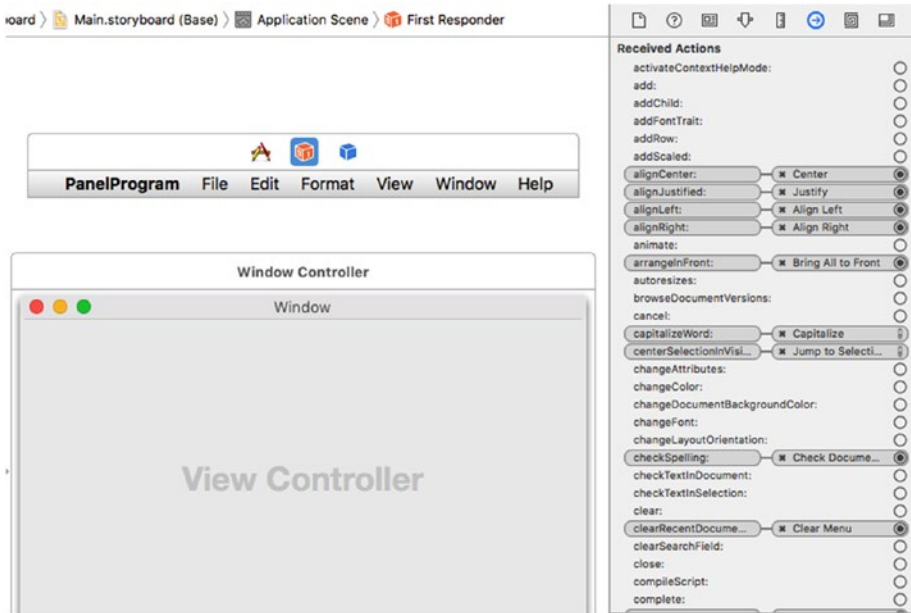 oard 〉 Main.storyboard (Base) 〉 Application Scene 〉 First Responder
PanelProgram File Edit Format View Window Help
Window Controller
Window
View Controller
Received Actions
activateContextHelpMode:
add:
addChild:
addFontTrait:
addRow:
addScaled:
alignCenter: Center
alignJustified: Justify
alignLeft: Align Left
alignRight: Align Right
animate:
arrangeInFront: Bring All to Front
autoresizes:
browseDocumentVersions:
cancel:
capitalizeWord: Capitalize
centerSelectionInVisi... Jump to Selecti...
changeAttributes:
changeColor:
changeDocumentBackgroundColor:
changeFont:
changeLayoutOrientation:
checkSpelling: Check Docume...
checkTextInDocument:
checkTextInSelection:
clear:
clearRecentDocume... Clear Menu
clearSearchField:
close:
compileScript:
complete: